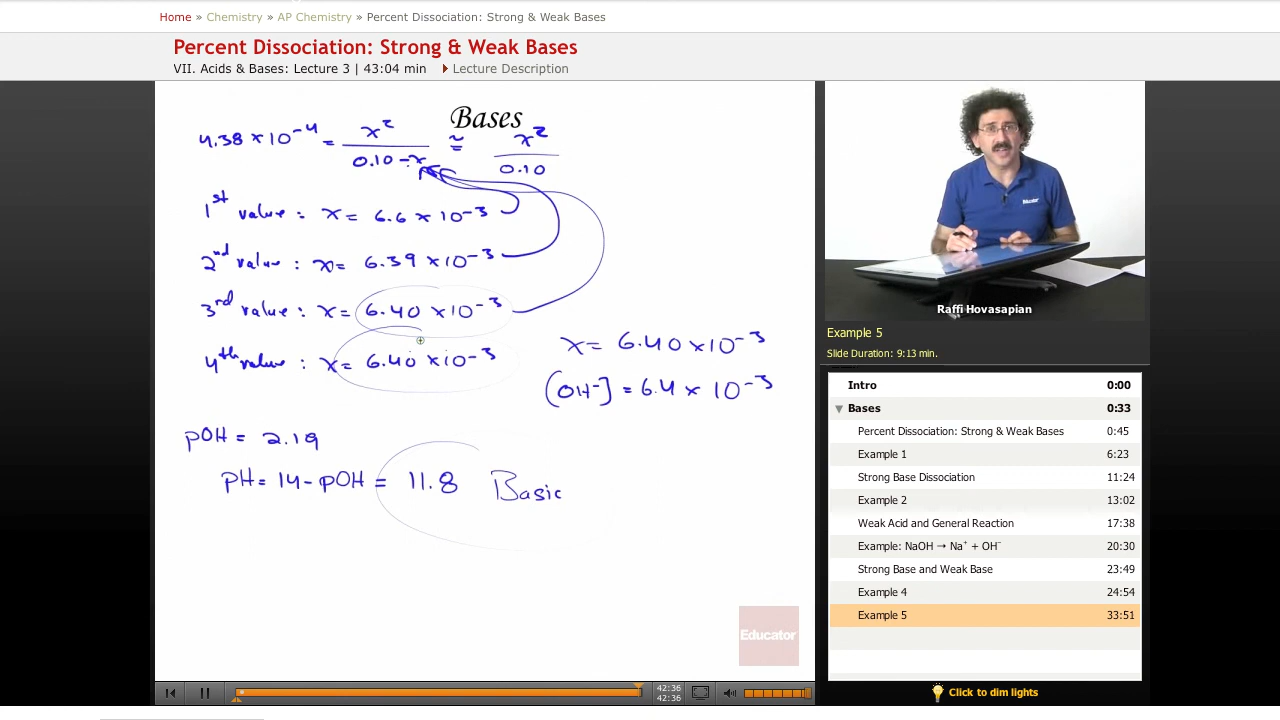 Home » Chemistry » AP Chemistry » Percent Dissociation: Strong & Weak Bases
Percent Dissociation: Strong & Weak Bases
VII. Acids & Bases: Lecture 3 | 43:04 min Lecture Description
Bases
4.38 x 10⁻⁴ = x² / 0.10 - x ≅ x² / 0.10
1st value : x = 6.6 x 10⁻³
2nd value : x = 6.39 x 10⁻³
3rd value : x = 6.40 x 10⁻³
4th value : x = 6.40 x 10⁻³
x = 6.40 x 10⁻³
[OH⁻] = 6.4 x 10⁻³
pOH = 2.19
pH = 14 - pOH = 11.8 Basic
Educator
42:36
42:36
Educator
Raffi Hovasapian
Example 5
Slide Duration: 9:13 min.
Intro 0:00
Bases 0:33
Percent Dissociation: Strong & Weak Bases 0:45
Example 1 6:23
Strong Base Dissociation 11:24
Example 2 13:02
Weak Acid and General Reaction 17:38
Example: NaOH → Na⁺ + OH⁻ 20:30
Strong Base and Weak Base 23:49
Example 4 24:54
Example 5 33:51
Click to dim lights